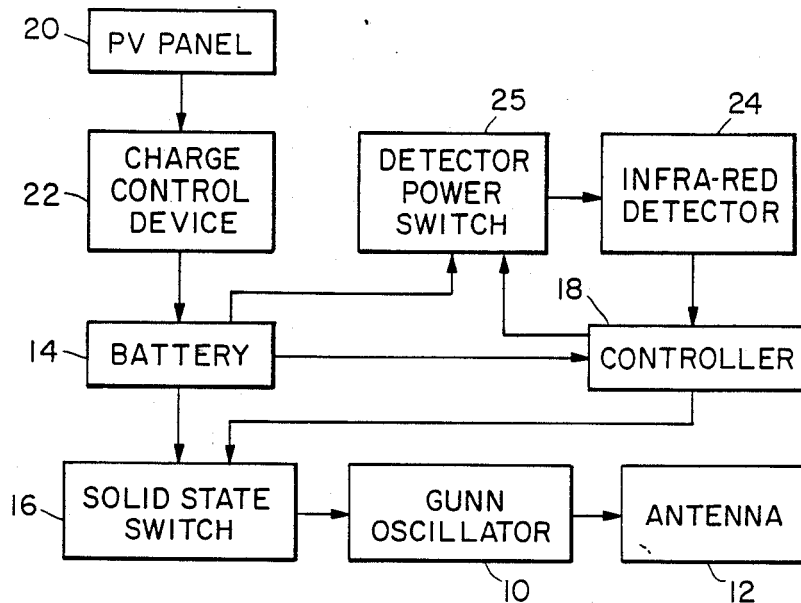 20
PV PANEL
25
24
22
CHARGE
CONTROL
DEVICE
DETECTOR
POWER
SWITCH
INFRA-RED
DETECTOR
18
14
BATTERY
CONTROLLER
16
SOLID STATE
SWITCH
GUNN
OSCILLATOR
ANTENNA
10
12